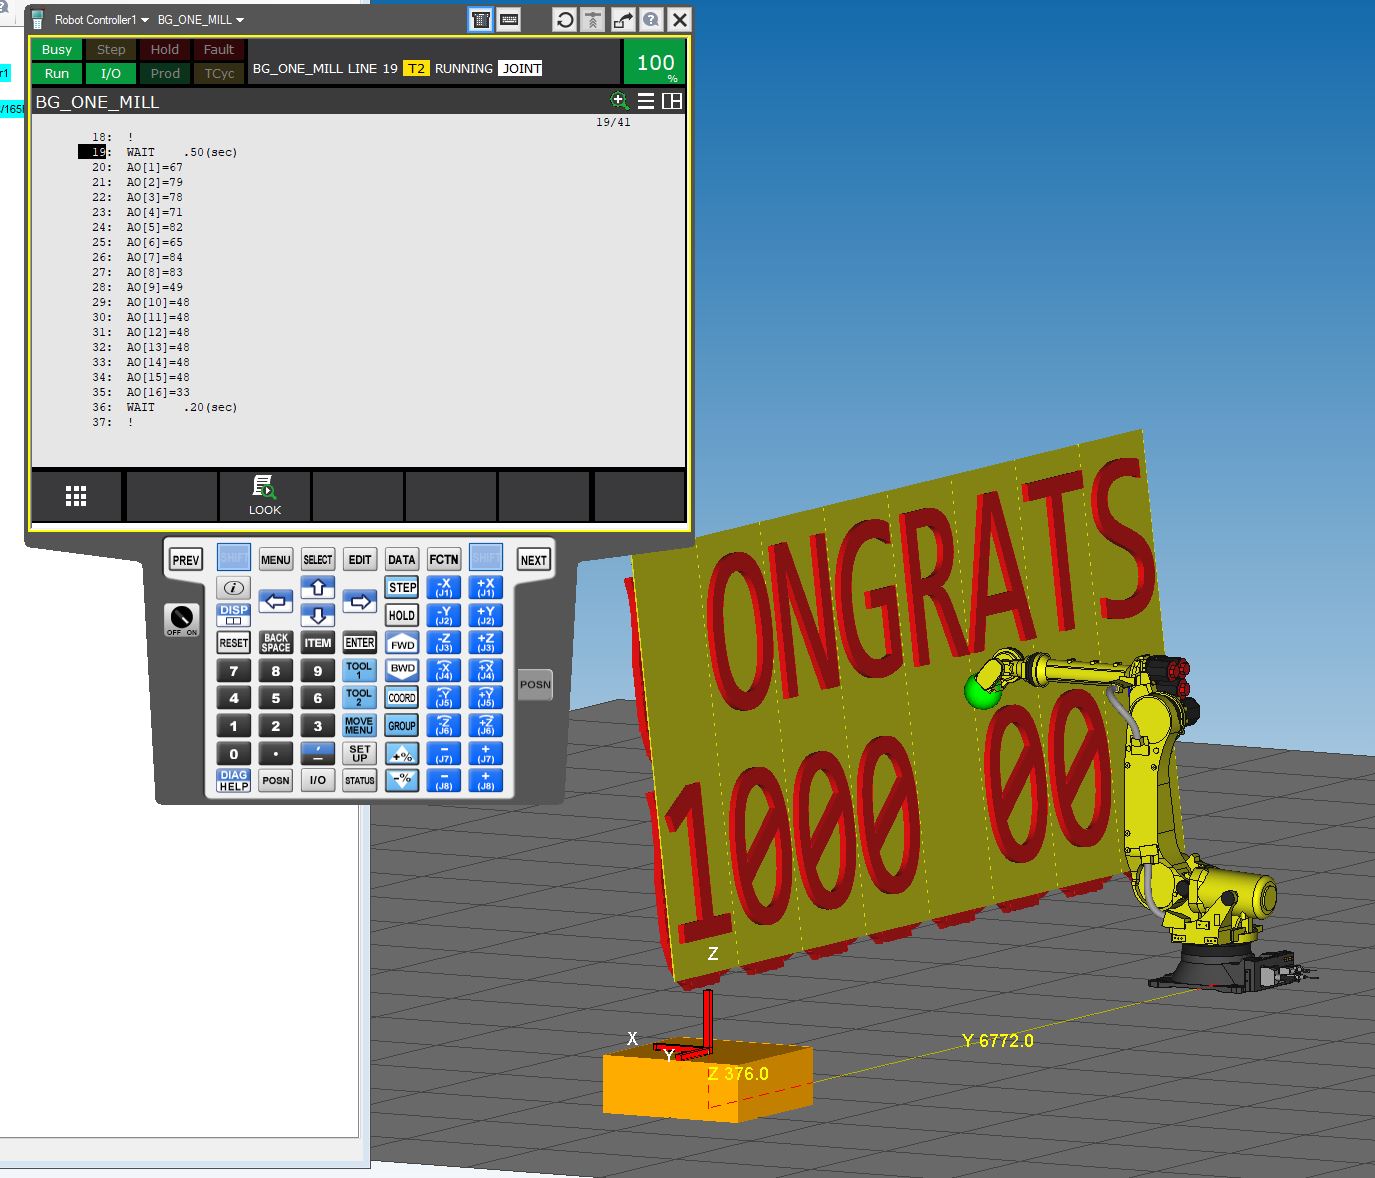 Robot Controller1 BG_ONE_MILL
Busy Step Hold Fault
Run I/O Prod TCyc
BG_ONE_MILL LINE 19 T2 RUNNING JOINT
100
%
BG_ONE_MILL
19/41
18: !
19: WAIT .50(sec)
20: AO[1]=67
21: AO[2]=79
22: AO[3]=78
23: AO[4]=71
24: AO[5]=82
25: AO[6]=65
26: AO[7]=84
27: AO[8]=83
28: AO[9]=49
29: AO[10]=48
30: AO[11]=48
31: AO[12]=48
32: AO[13]=48
33: AO[14]=48
34: AO[15]=48
35: AO[16]=33
36: WAIT .20(sec)
37: !
LOOK
PREV SHIFT MENU SELECT EDIT DATA FCTN SHIFT NEXT
i STEP -X (J1) +X (J1)
DISP HOLD -Y (J2) +Y (J2)
OFF ON
RESET BACK SPACE ITEM ENTER FWD -Z (J3) +Z (J3)
7 8 9 TOOL 1 BWD -X (J4) +X (J4)
POSN
4 5 6 TOOL 2 COORD -Y (J5) +Y (J5)
1 2 3 MOVE MENU GROUP -Z (J6) +Z (J6)
0 . , - SET UP +% - (J7) + (J7)
DIAG HELP POSN I/O STATUS -% - (J8) + (J8)
r1
/165
ONGRATS
1000 00
Z
X
Y
Z 376.0
Y 6772.0